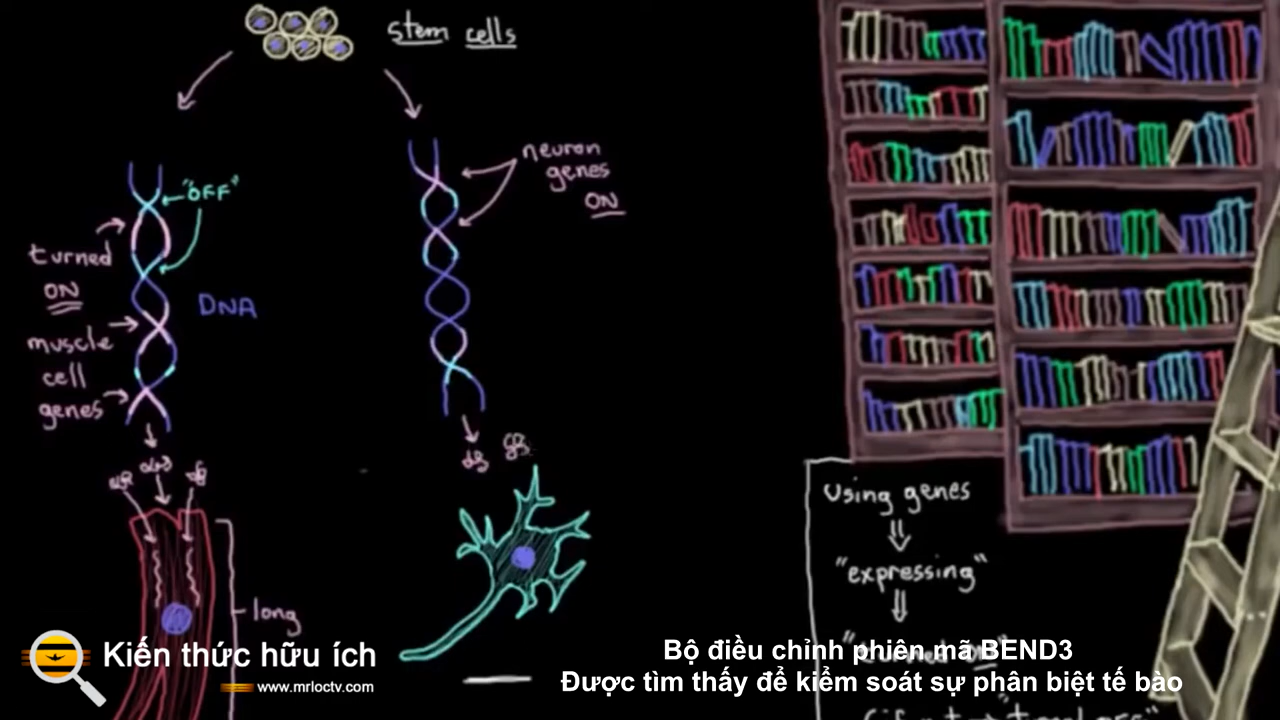 stem cells
"OFF"
turned
ON
muscle
cell
genes
DNA
neuron
genes
ON
long
using genes
"expressing"
Kiến thức hữu ích
www.mrloctv.com
Bộ điều chỉnh phiên mã BEND3
Được tìm thấy để kiểm soát sự phân biệt tế bào